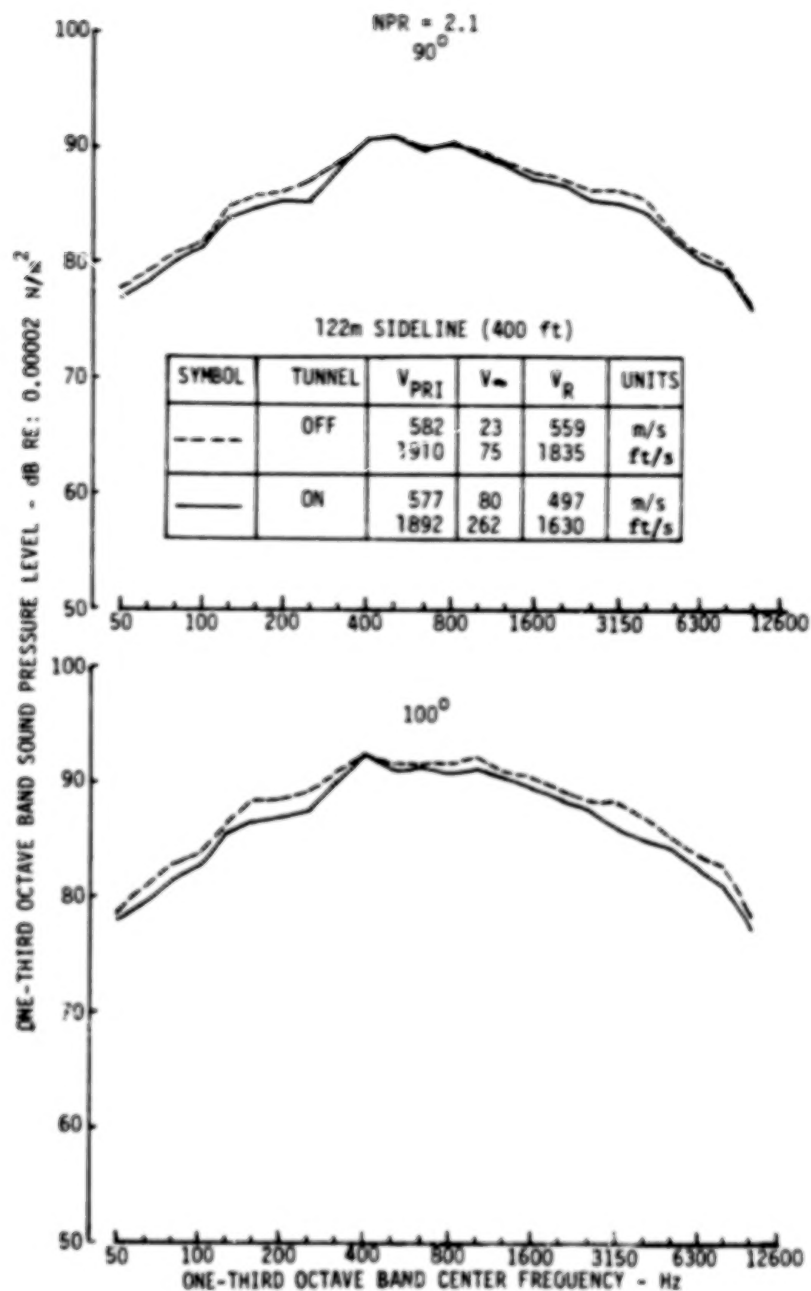 NPR = 2.1
90°
100
90
80
70
60
50
122m SIDELINE (400 ft)
SYMBOL TUNNEL V_PRI V∞ V_R UNITS
OFF 582 23 559 m/s
1910 75 1835 ft/s
ON 577 80 497 m/s
1892 262 1630 ft/s
50 100 200 400 800 1600 3150 6300 12600
ONE-THIRD OCTAVE BAND SOUND PRESSURE LEVEL - dB RE: 0.00002 N/M²
100°
100
90
80
70
60
50
50 100 200 400 800 1600 3150 6300 12600
ONE-THIRD OCTAVE BAND CENTER FREQUENCY - Hz